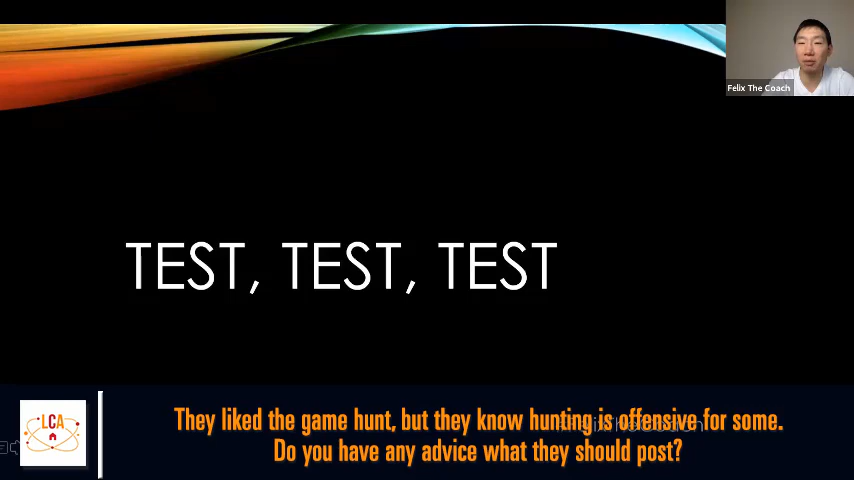 Felix The Coach
TEST, TEST, TEST
LCA
They liked the game hunt, but they know hunting is offensive for some.
Do you have any advice what they should post?